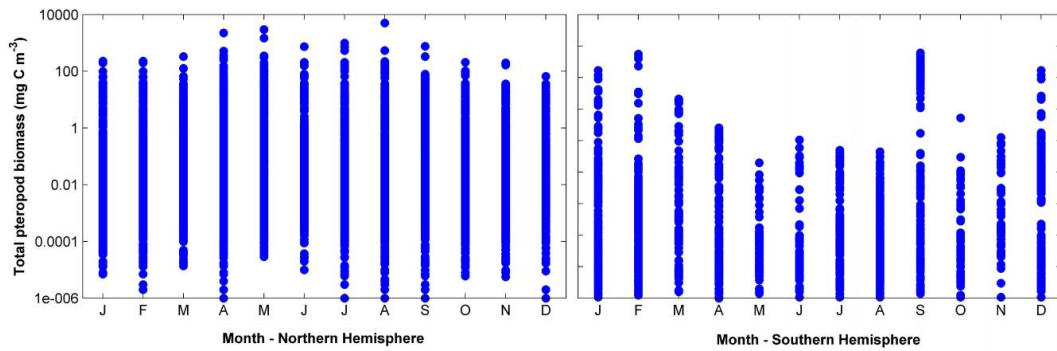 Total pteropod biomass (mg C m⁻³)
10000
100
1
0.01
0.0001
1e-006
J F M A M J J A S O N D
Month - Northern Hemisphere
J F M A M J J A S O N D
Month - Southern Hemisphere